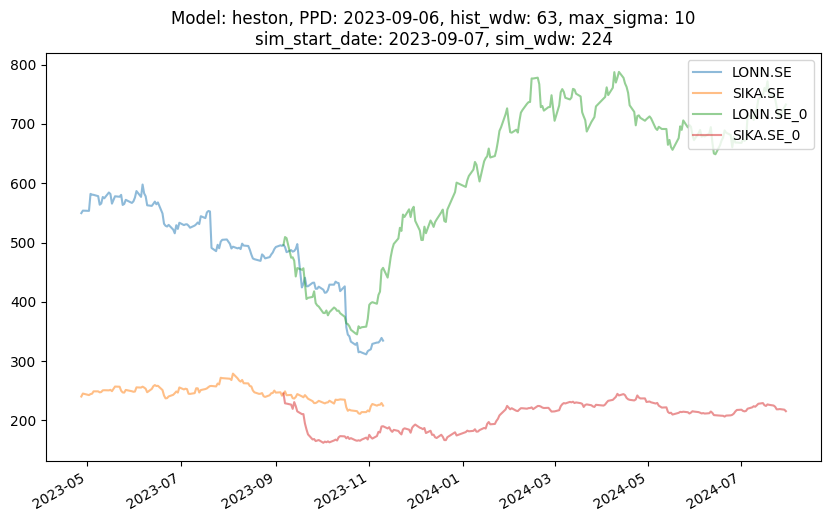 Model: heston, PPD: 2023-09-06, hist_wdw: 63, max_sigma: 10
sim_start_date: 2023-09-07, sim_wdw: 224
800
700
600
500
400
300
200
LONN.SE
SIKA.SE
LONN.SE_0
SIKA.SE_0
2023-05
2023-07
2023-09
2023-11
2024-01
2024-03
2024-05
2024-07